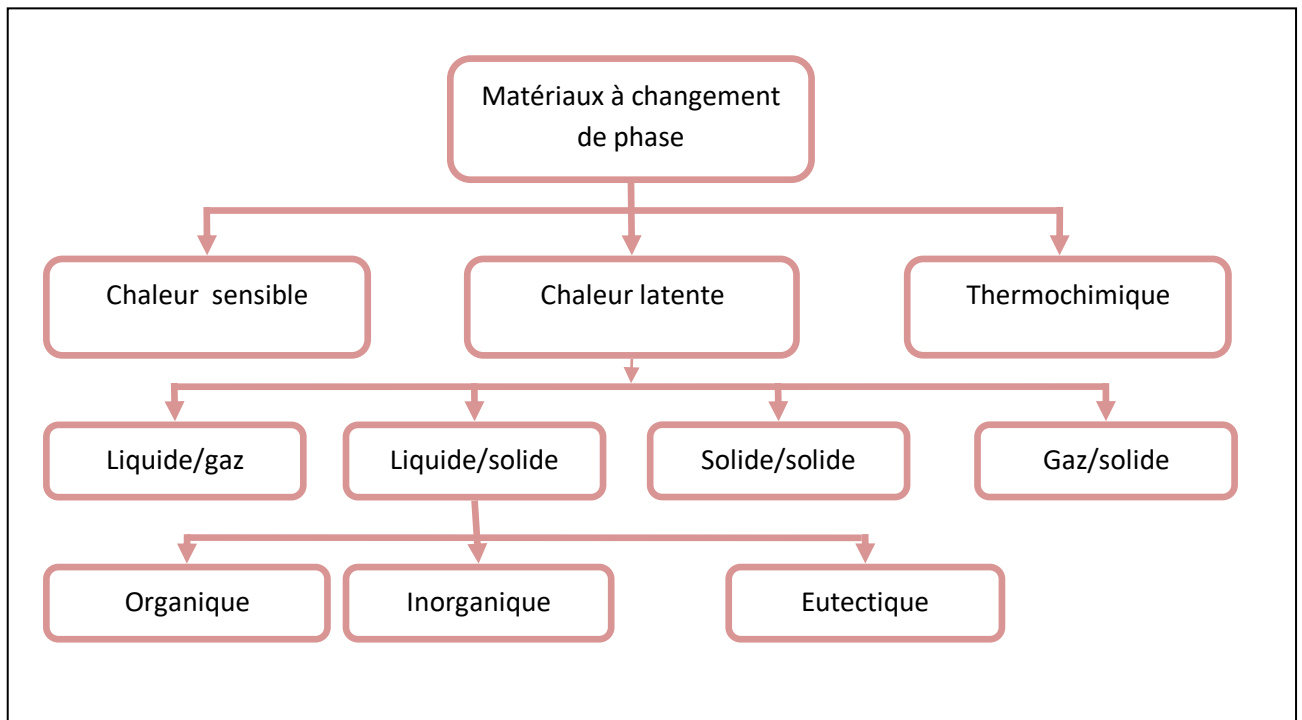 Matériaux à changement
de phase
Chaleur sensible
Chaleur latente
Thermochimique
Liquide/gaz
Liquide/solide
Solide/solide
Gaz/solide
Organique
Inorganique
Eutectique